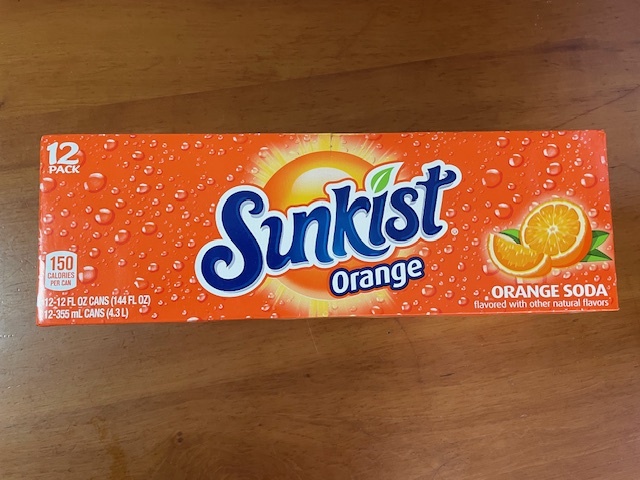 12
PACK
Sunkist®
Orange
150
CALORIES
PER CAN
12-12 FL OZ CANS (144 FL OZ)
12-355 mL CANS (4.3 L)
ORANGE SODA
flavored with other natural flavors